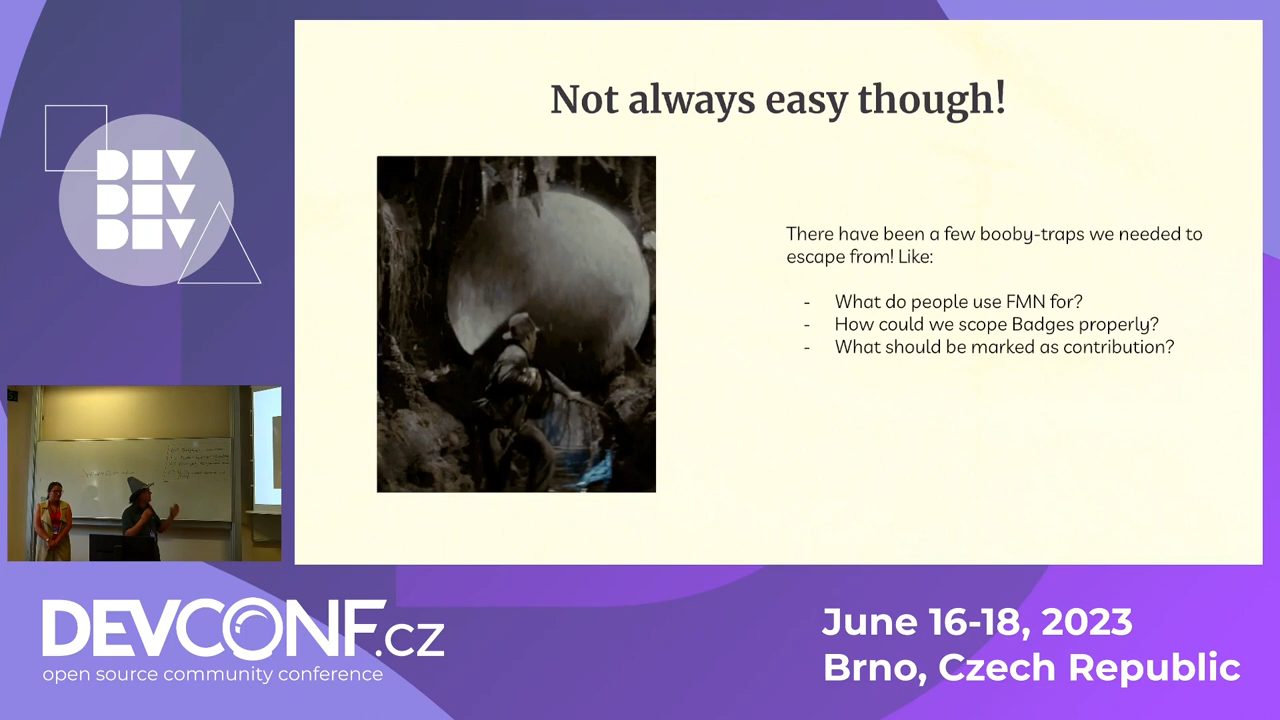 Not always easy though!
There have been a few booby-traps we needed to
escape from! Like:
- What do people use FMN for?
- How could we scope Badges properly?
- What should be marked as contribution?
DEV
DEV
DEV
DEVCONF.cz
open source community conference
June 16-18, 2023
Brno, Czech Republic